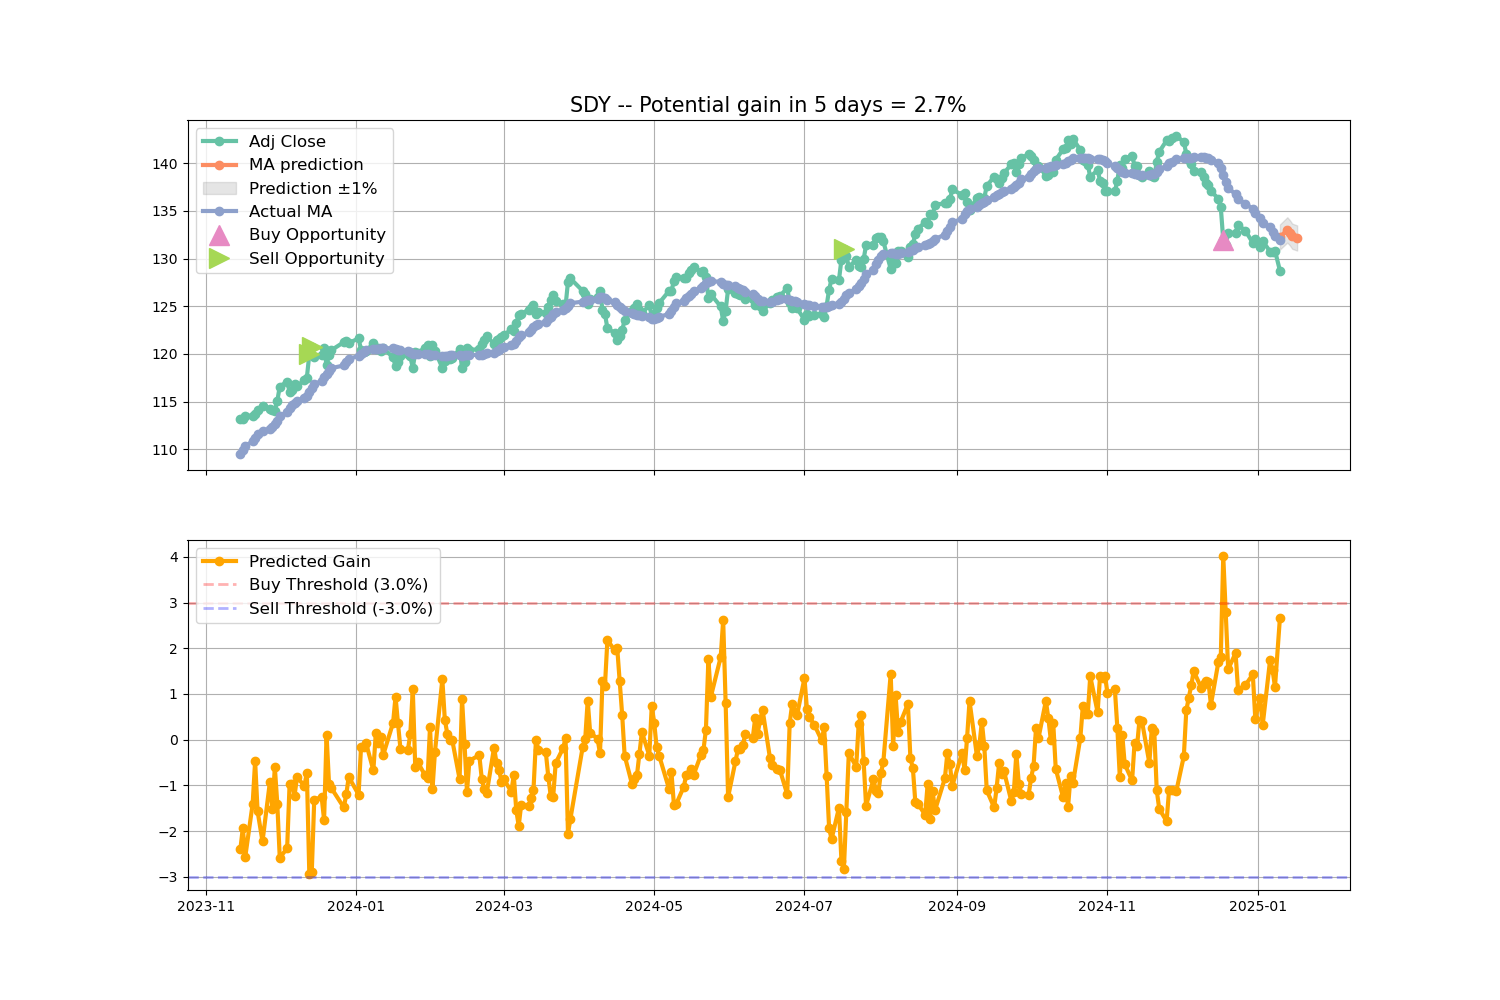 SDY -- Potential gain in 5 days = 2.7%
Adj Close
MA prediction
Prediction ±1%
Actual MA
Buy Opportunity
Sell Opportunity
140
135
130
125
120
115
110
Predicted Gain
Buy Threshold (3.0%)
Sell Threshold (-3.0%)
4
3
2
1
0
−1
−2
−3
2023-11 2024-01 2024-03 2024-05 2024-07 2024-09 2024-11 2025-01